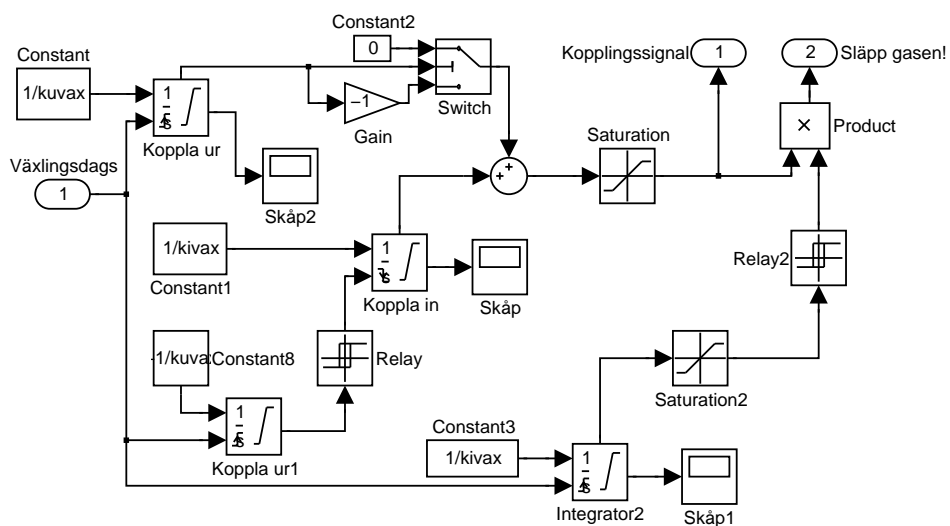 Constant2
0
Constant
1/kuvax
1
s
Koppla ur
-1
Gain
Switch
Kopplingssignal
1
2
Släpp gasen!
×
Product
Saturation
Växlingsdags
1
Skåp2
+
+
1/kivax
Constant1
1
s
Koppla in
Skåp
Relay2
-1/kuvax
Constant8
Relay
1
s
Koppla ur1
Saturation2
Constant3
1/kivax
1
s
Integrator2
Skåp1